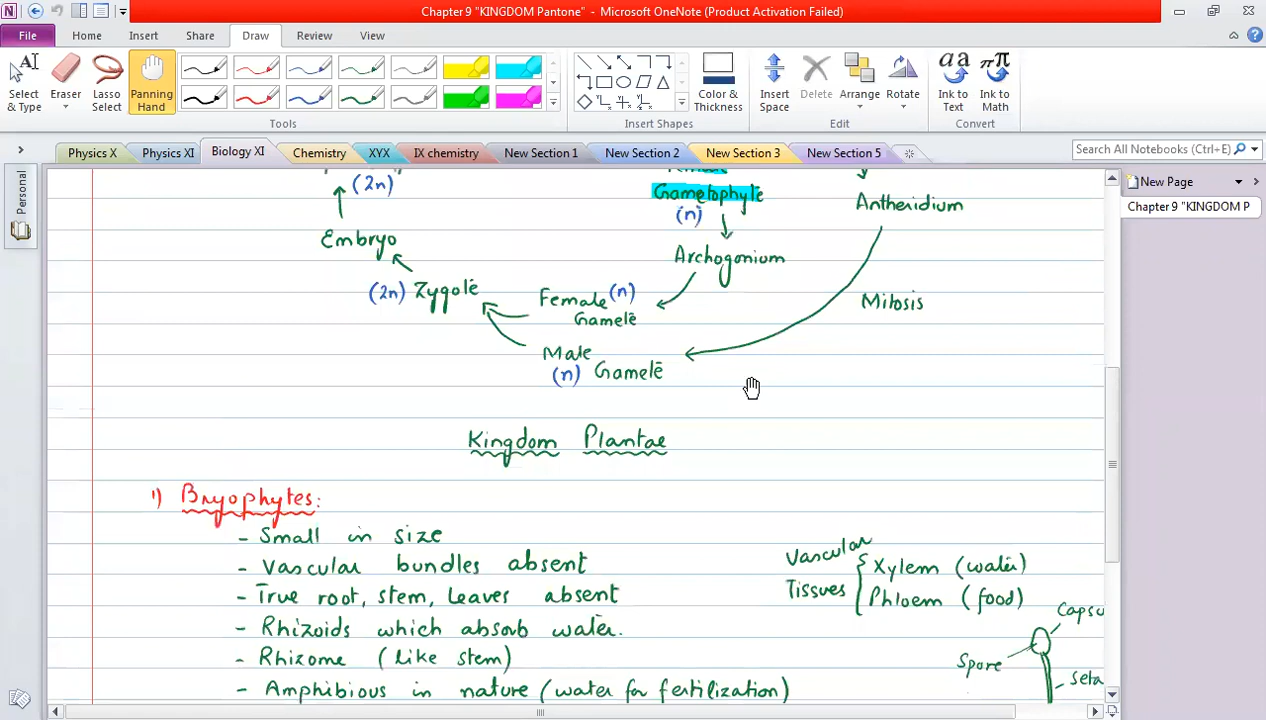 Chapter 9 "KINGDOM Pantone" - Microsoft OneNote (Product Activation Failed)
File Home Insert Share Draw Review View
Select & Type
Eraser
Lasso Select
Panning Hand
Color & Thickness
Insert Space
Delete
Arrange
Rotate
Ink to Text
Ink to Math
Tools
Insert Shapes
Edit
Convert
Physics X Physics XI Biology XI Chemistry XYX IX chemistry New Section 1 New Section 2 New Section 3 New Section 5
Search All Notebooks (Ctrl+E)
Personal
New Page
Chapter 9 "KINGDOM P
(2n)
Gametophyte
(n)
Antheridium
Embryo
Archogonium
(2n) Zygote
Female (n)
Gamete
Mitosis
Male
(n) Gamete
Kingdom Plantae
1) Bryophytes:
- Small in size
- Vascular bundles absent
- True root, stem, Leaves absent
- Rhizoids which absorb water.
- Rhizome (like stem)
- Amphibious in nature (water for fertilization)
Vascular Tissues { Xylem (water)
Phloem (food)
Capsu
Spore
Seta